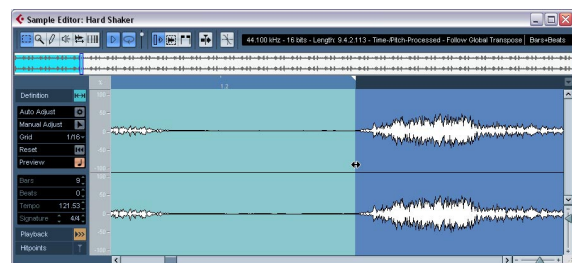 Sample Editor: Hard Shaker
44.100 kHz - 16 bits - Length: 9.4.2.113 - Time-/Pitch-Processed - Follow Global Transpose Bars+Beats
1.2
Definition
Auto Adjust
Manual Adjust
Grid 1/16
Reset
Preview
Bars 9
Beats 0
Tempo 121.53
Signature 4/4
Playback
Hitpoints